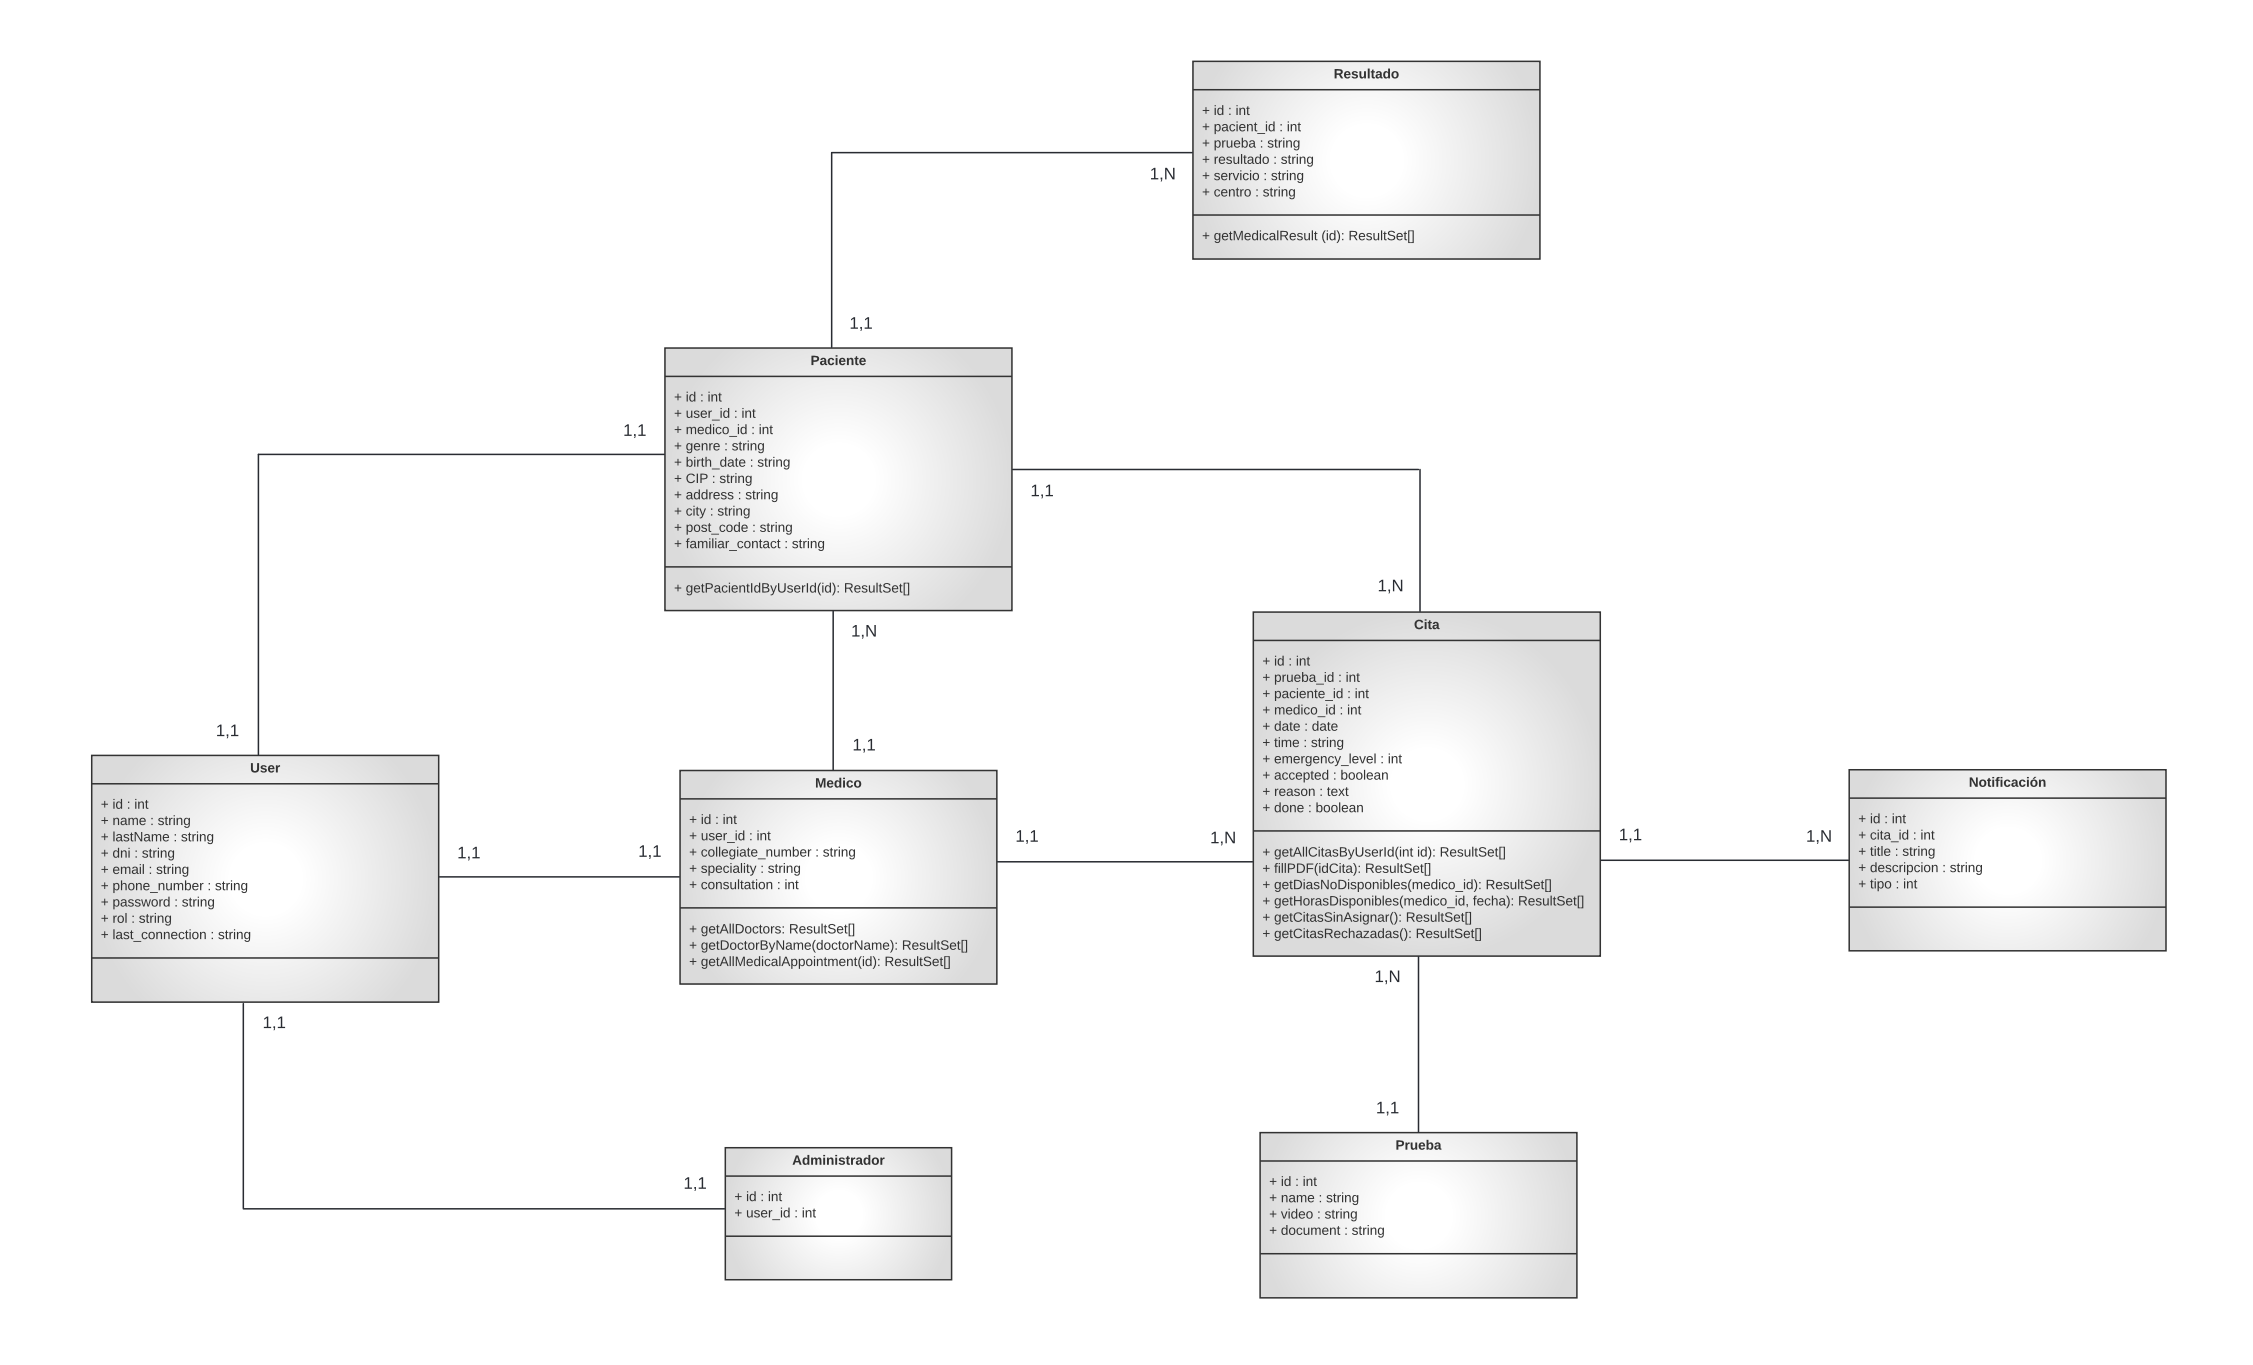 Resultado
+ id : int
+ pacient_id : int
+ prueba : string
+ resultado : string
+ servicio : string
+ centro : string
+ getMedicalResult (id): ResultSet[]
1,N
1,1
Paciente
+ id : int
+ user_id : int
+ medico_id : int
+ genre : string
+ birth_date : string
+ CIP : string
+ address : string
+ city : string
+ post_code : string
+ familiar_contact : string
+ getPacientIdByUserId(id): ResultSet[]
1,1
1,1
1,N
1,N
1,1
1,1
Cita
+ id : int
+ prueba_id : int
+ paciente_id : int
+ medico_id : int
+ date : date
+ time : string
+ emergency_level : int
+ accepted : boolean
+ reason : text
+ done : boolean
+ getAllCitasByUserId(int id): ResultSet[]
+ fillPDF(idCita): ResultSet[]
+ getDiasNoDisponibles(medico_id): ResultSet[]
+ getHorasDisponibles(medico_id, fecha): ResultSet[]
+ getCitasSinAsignar(): ResultSet[]
+ getCitasRechazadas(): ResultSet[]
User
+ id : int
+ name : string
+ lastName : string
+ dni : string
+ email : string
+ phone_number : string
+ password : string
+ rol : string
+ last_connection : string
1,1
1,1
Medico
+ id : int
+ user_id : int
+ collegiate_number : string
+ speciality : string
+ consultation : int
+ getAllDoctors: ResultSet[]
+ getDoctorByName(doctorName): ResultSet[]
+ getAllMedicalAppointment(id): ResultSet[]
1,1
1,N
1,1
1,N
Notificación
+ id : int
+ cita_id : int
+ title : string
+ descripcion : string
+ tipo : int
1,N
1,1
1,1
1,1
Administrador
+ id : int
+ user_id : int
Prueba
+ id : int
+ name : string
+ video : string
+ document : string